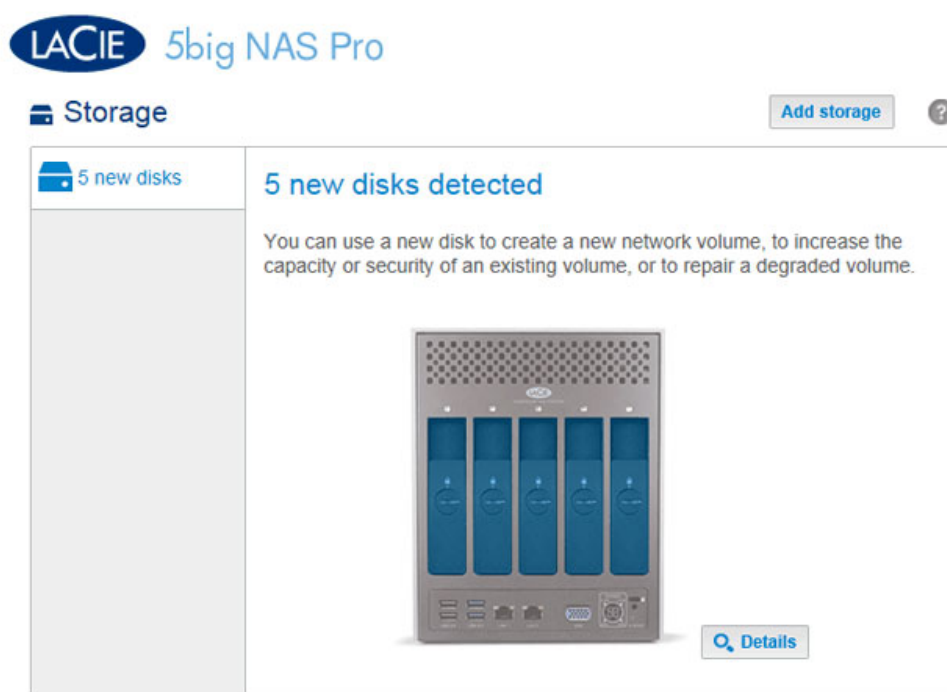 LACIE 5big NAS Pro
Storage
Add storage
?
5 new disks
5 new disks detected
You can use a new disk to create a new network volume, to increase the
capacity or security of an existing volume, or to repair a degraded volume.
LACIE
Details